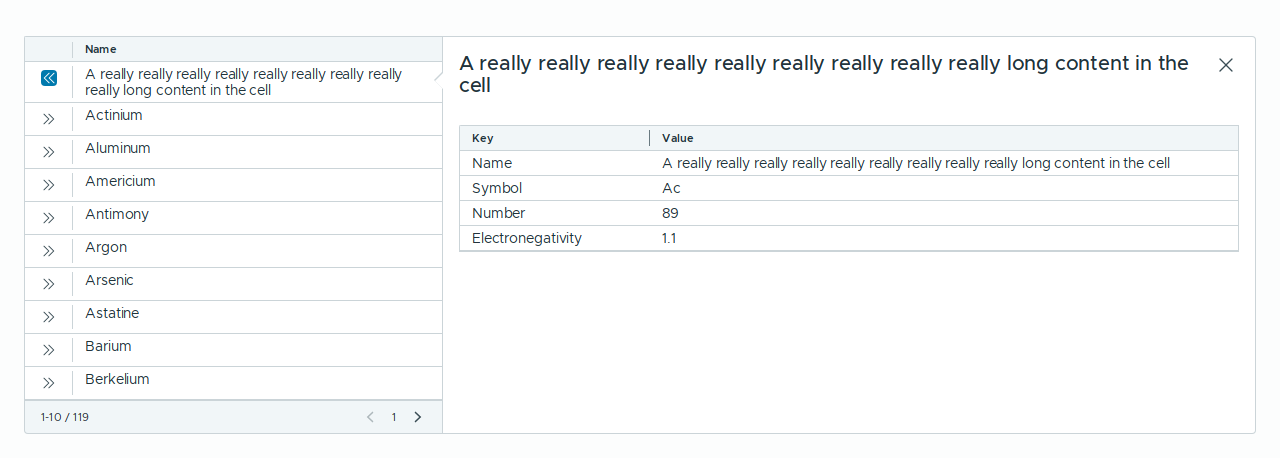 Name
A really really really really really really really really
really long content in the cell
Actinium
Aluminum
Americium
Antimony
Argon
Arsenic
Astatine
Barium
Berkelium
1-10 / 119
1
A really really really really really really really really really long content in the
cell
Key Value
Name A really really really really really really really really really long content in the cell
Symbol Ac
Number 89
Electronegativity 1.1